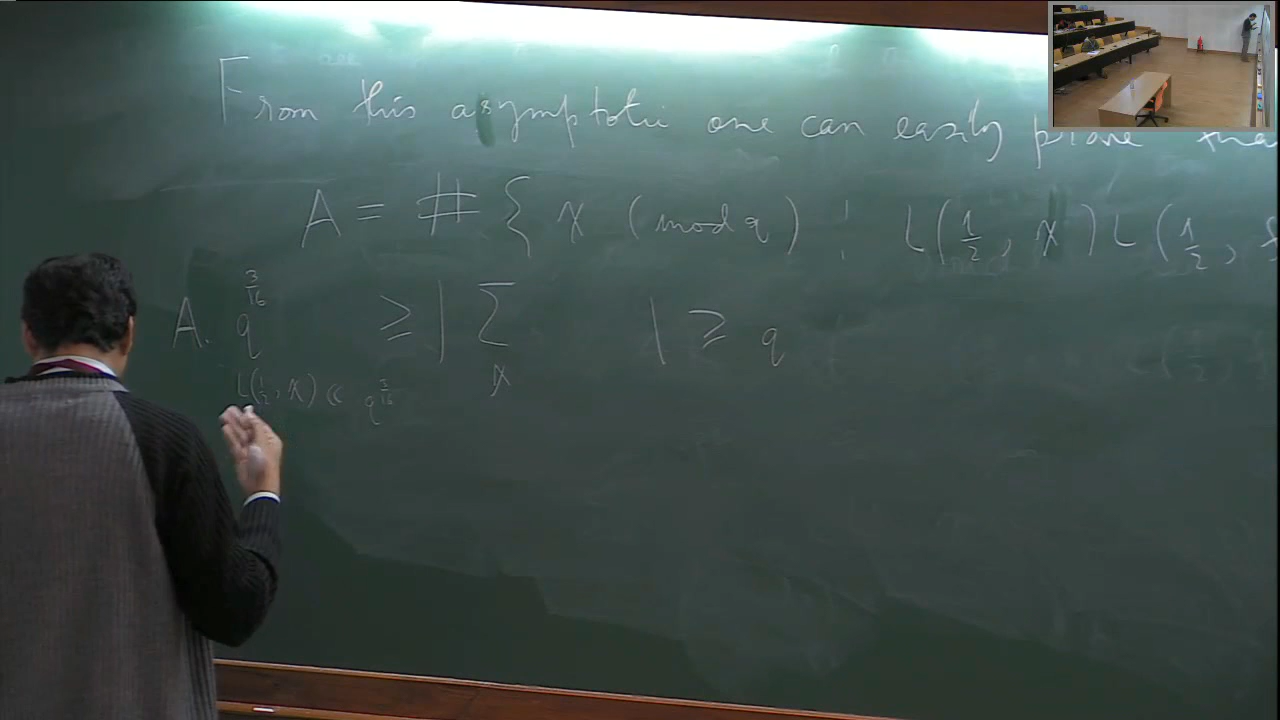 From this asymptotic one can easily prove tha
A = # { χ (mod q) ; L(1/2, χ) L(1/2, f
A. q^{3/16} ≥ | Σ_χ | ≥ q
L(1/2, χ) ≪ q^{3/16}